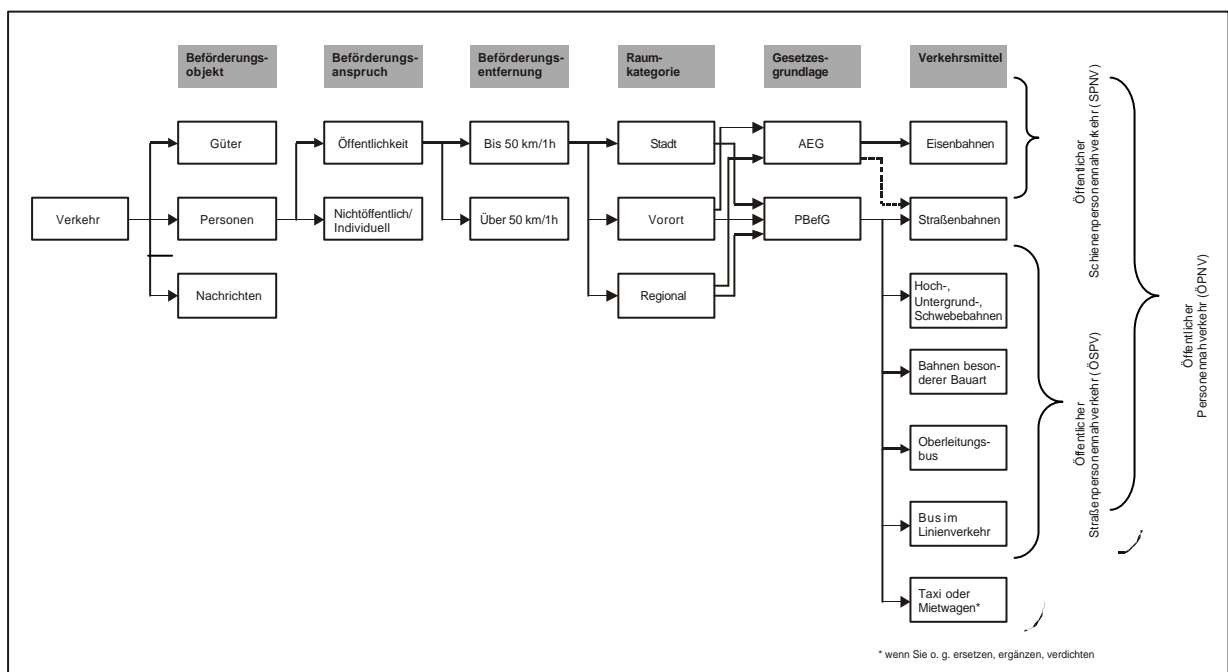 Beförderungs-
objekt
Beförderungs-
anspruch
Beförderungs-
entfernung
Raum-
kategorie
Gesetzes-
grundlage
Verkehrsmittel
Güter
Öffentlichkeit
Bis 50 km/1h
Stadt
AEG
Eisenbahnen
Verkehr
Personen
Nichtöffentlich/
Individuell
Über 50 km/1h
Vorort
PBefG
Straßenbahnen
Nachrichten
Regional
Hoch-,
Untergrund-,
Schwebebahnen
Bahnen beson-
derer Bauart
Oberleitungs-
bus
Bus im
Linienverkehr
Taxi oder
Mietwagen*
Öffentlicher
Schienenpersonennahverkehr (SPNV)
Öffentlicher
Straßenpersonennahverkehr (ÖSPV)
Öffentlicher
Personennahverkehr (ÖPNV)
* wenn Sie o. g. ersetzen, ergänzen, verdichten